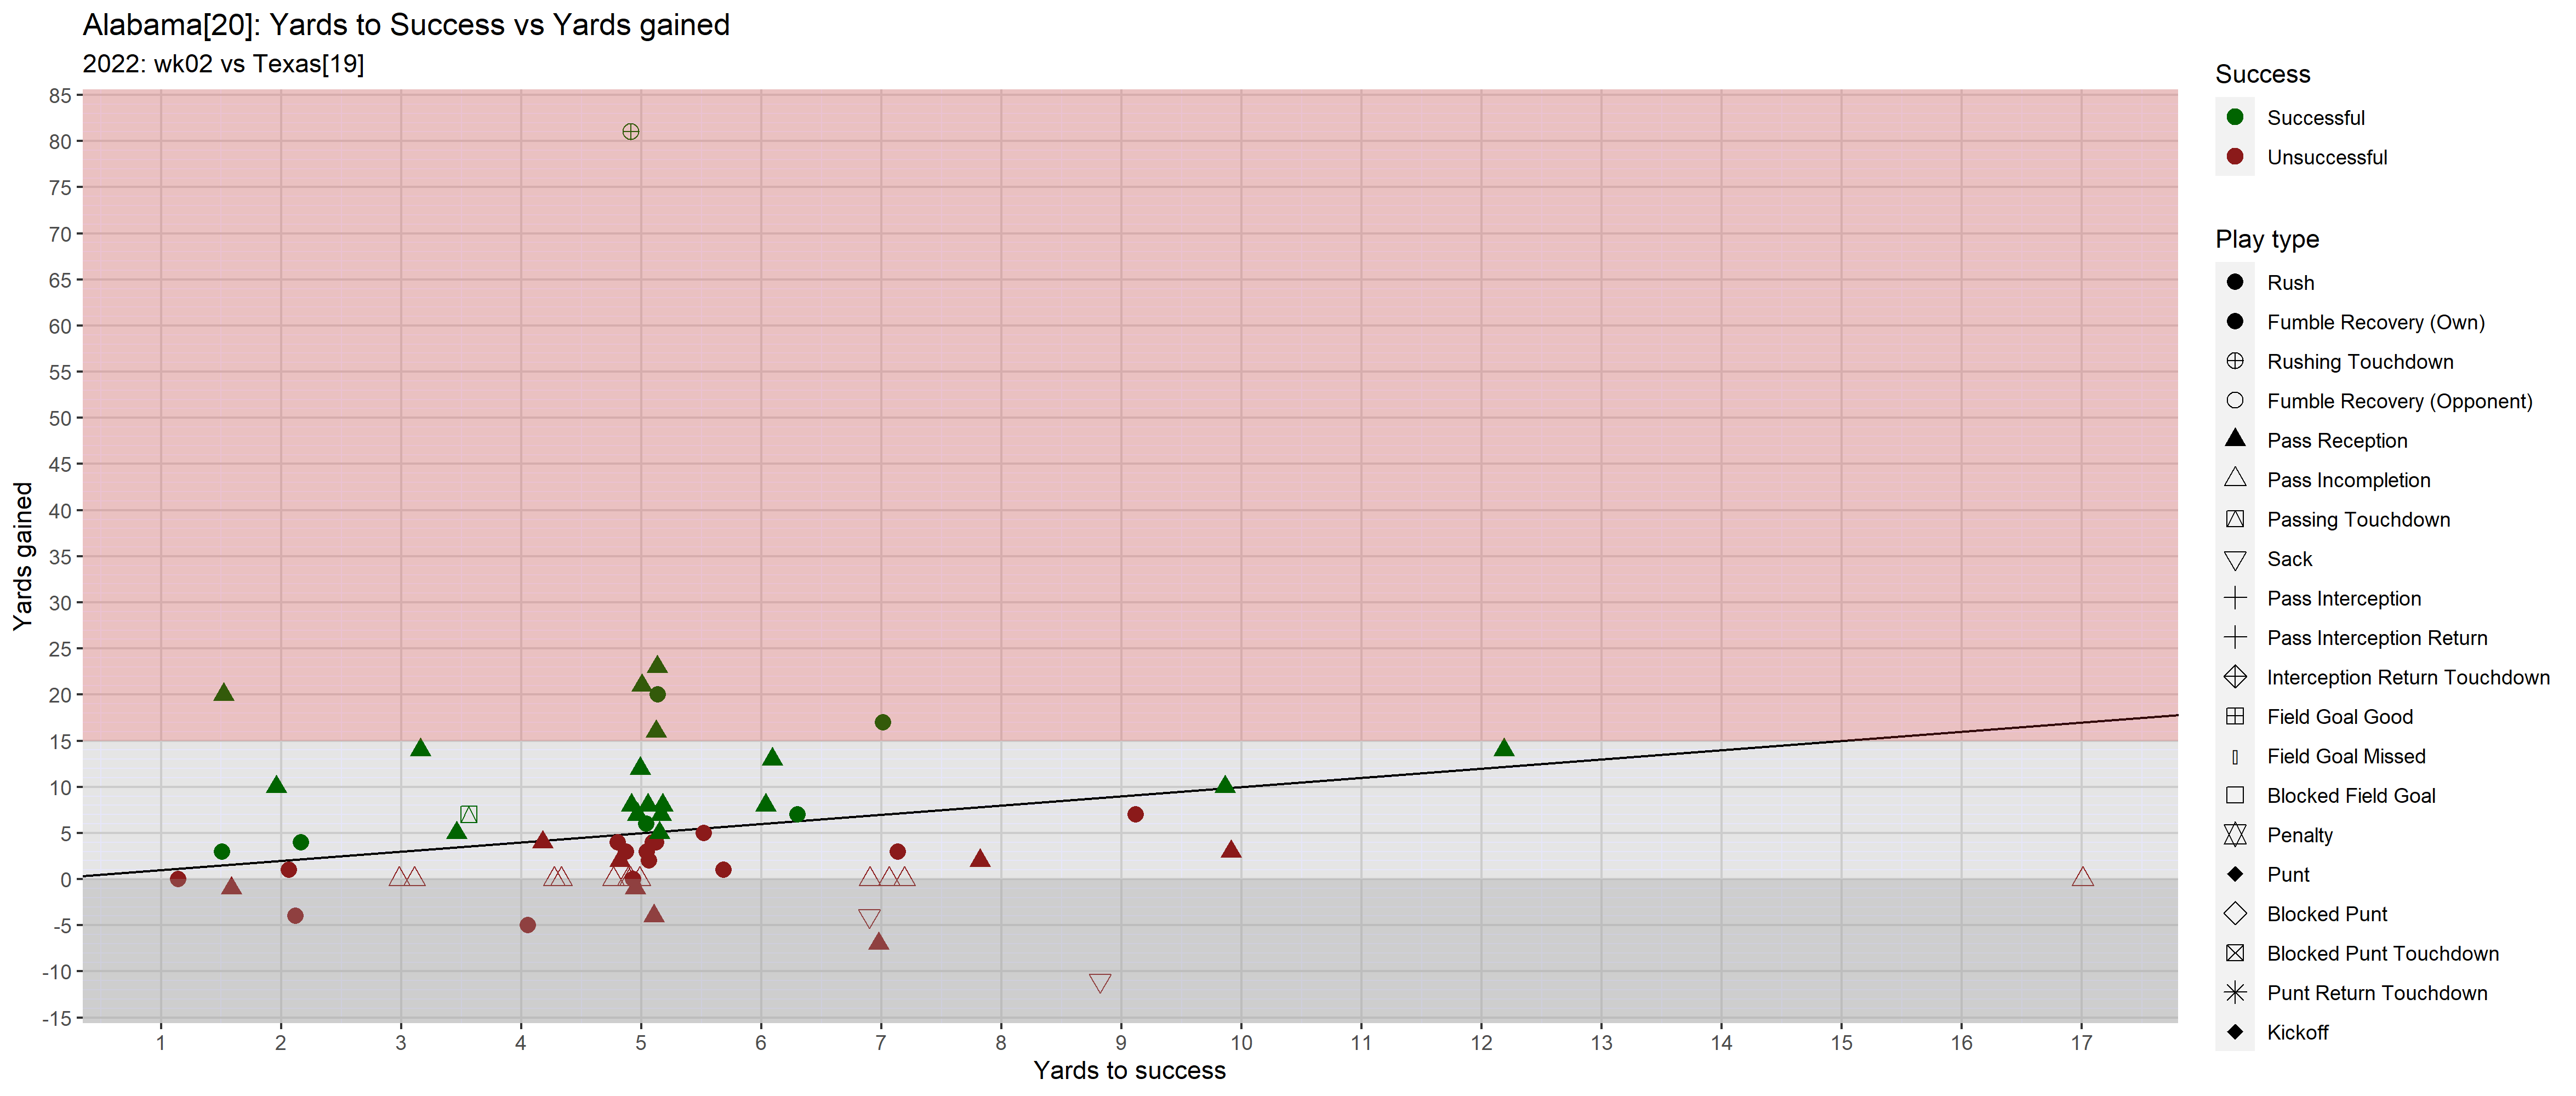 Alabama[20]: Yards to Success vs Yards gained
2022: wk02 vs Texas[19]
Yards gained
85
80
75
70
65
60
55
50
45
40
35
30
25
20
15
10
5
0
-5
-10
-15
1 2 3 4 5 6 7 8 9 10 11 12 13 14 15 16 17
Yards to success
Success
Successful
Unsuccessful
Play type
Rush
Fumble Recovery (Own)
Rushing Touchdown
Fumble Recovery (Opponent)
Pass Reception
Pass Incompletion
Passing Touchdown
Sack
Pass Interception
Pass Interception Return
Interception Return Touchdown
Field Goal Good
Field Goal Missed
Blocked Field Goal
Penalty
Punt
Blocked Punt
Blocked Punt Touchdown
Punt Return Touchdown
Kickoff